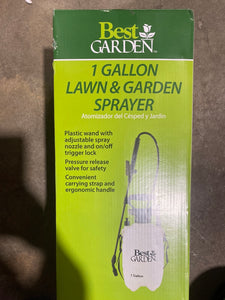 Best
GARDEN™
1 GALLON
LAWN & GARDEN
SPRAYER
Atomizador del Césped y Jardín
Plastic wand with
adjustable spray
nozzle and on/off
trigger lock
Pressure release
valve for safety
Convenient
carrying strap and
ergonomic handle
Best
GARDEN
1 Gallon